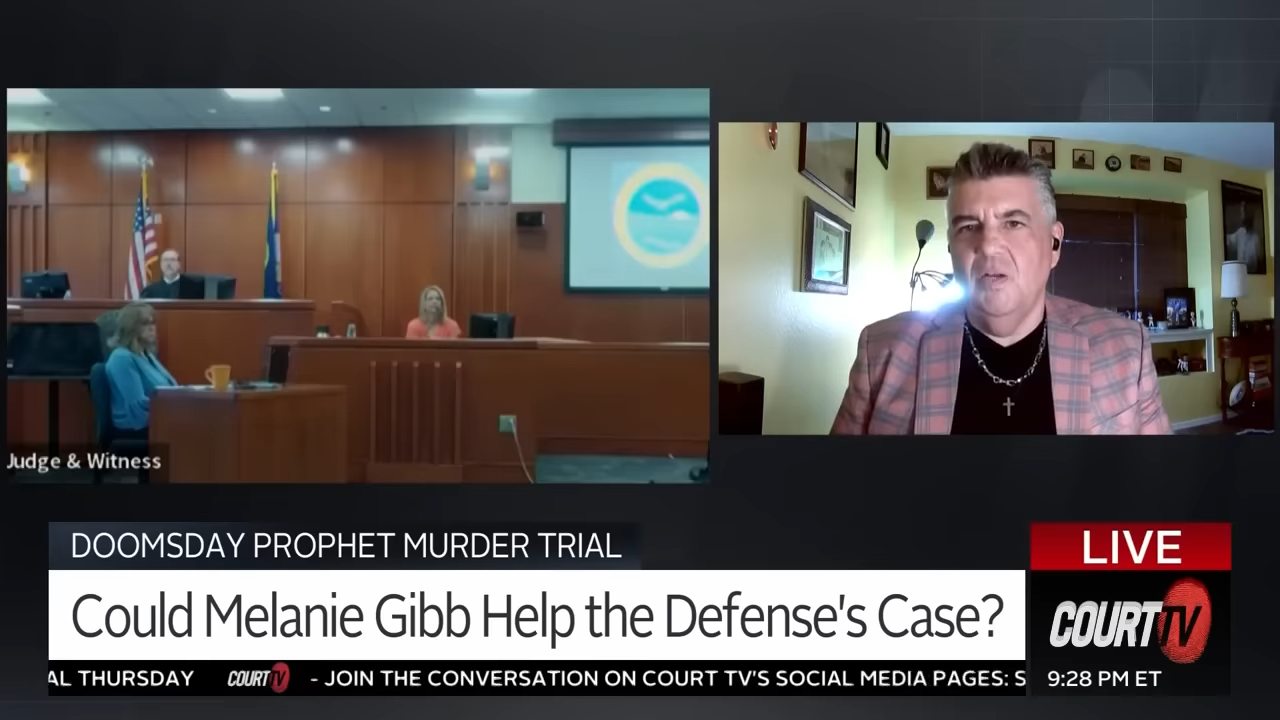 Judge & Witness
DOOMSDAY PROPHET MURDER TRIAL
Could Melanie Gibb Help the Defense's Case?
LIVE
COURT TV
9:28 PM ET
AL THURSDAY COURT TV - JOIN THE CONVERSATION ON COURT TV'S SOCIAL MEDIA PAGES: S